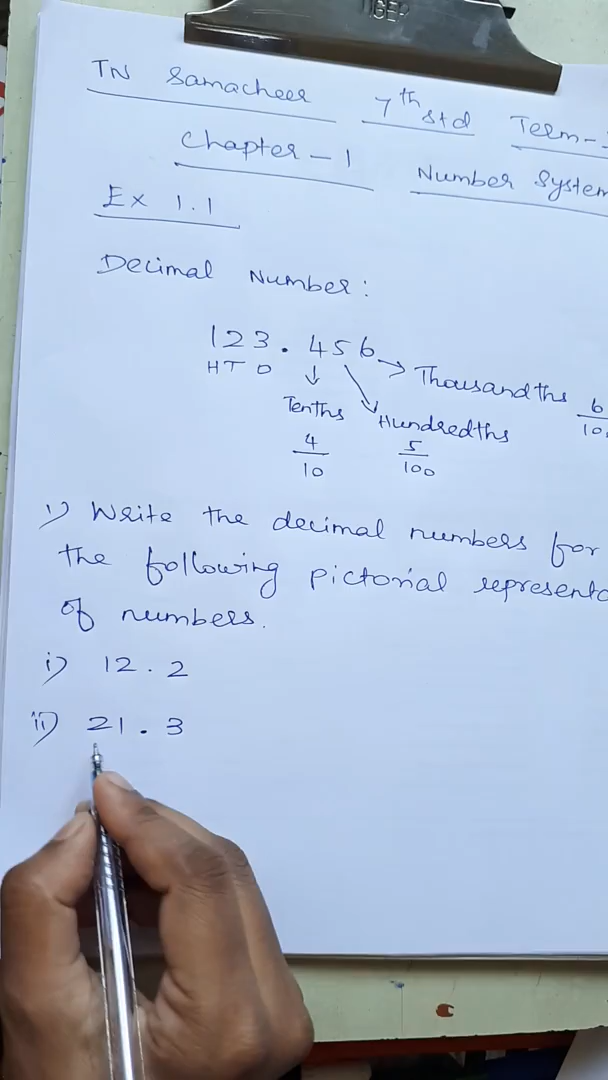 TN Samacheer 7th std Term-
Chapter-1 Number System
Ex 1.1
Decimal Number:
123.456 → Thousandths 6
H T O ↓
Tenths Hundredths
4/10 5/100
1) Write the decimal numbers for
the following pictorial
of numbers.
i) 12.2
ii) 21.3